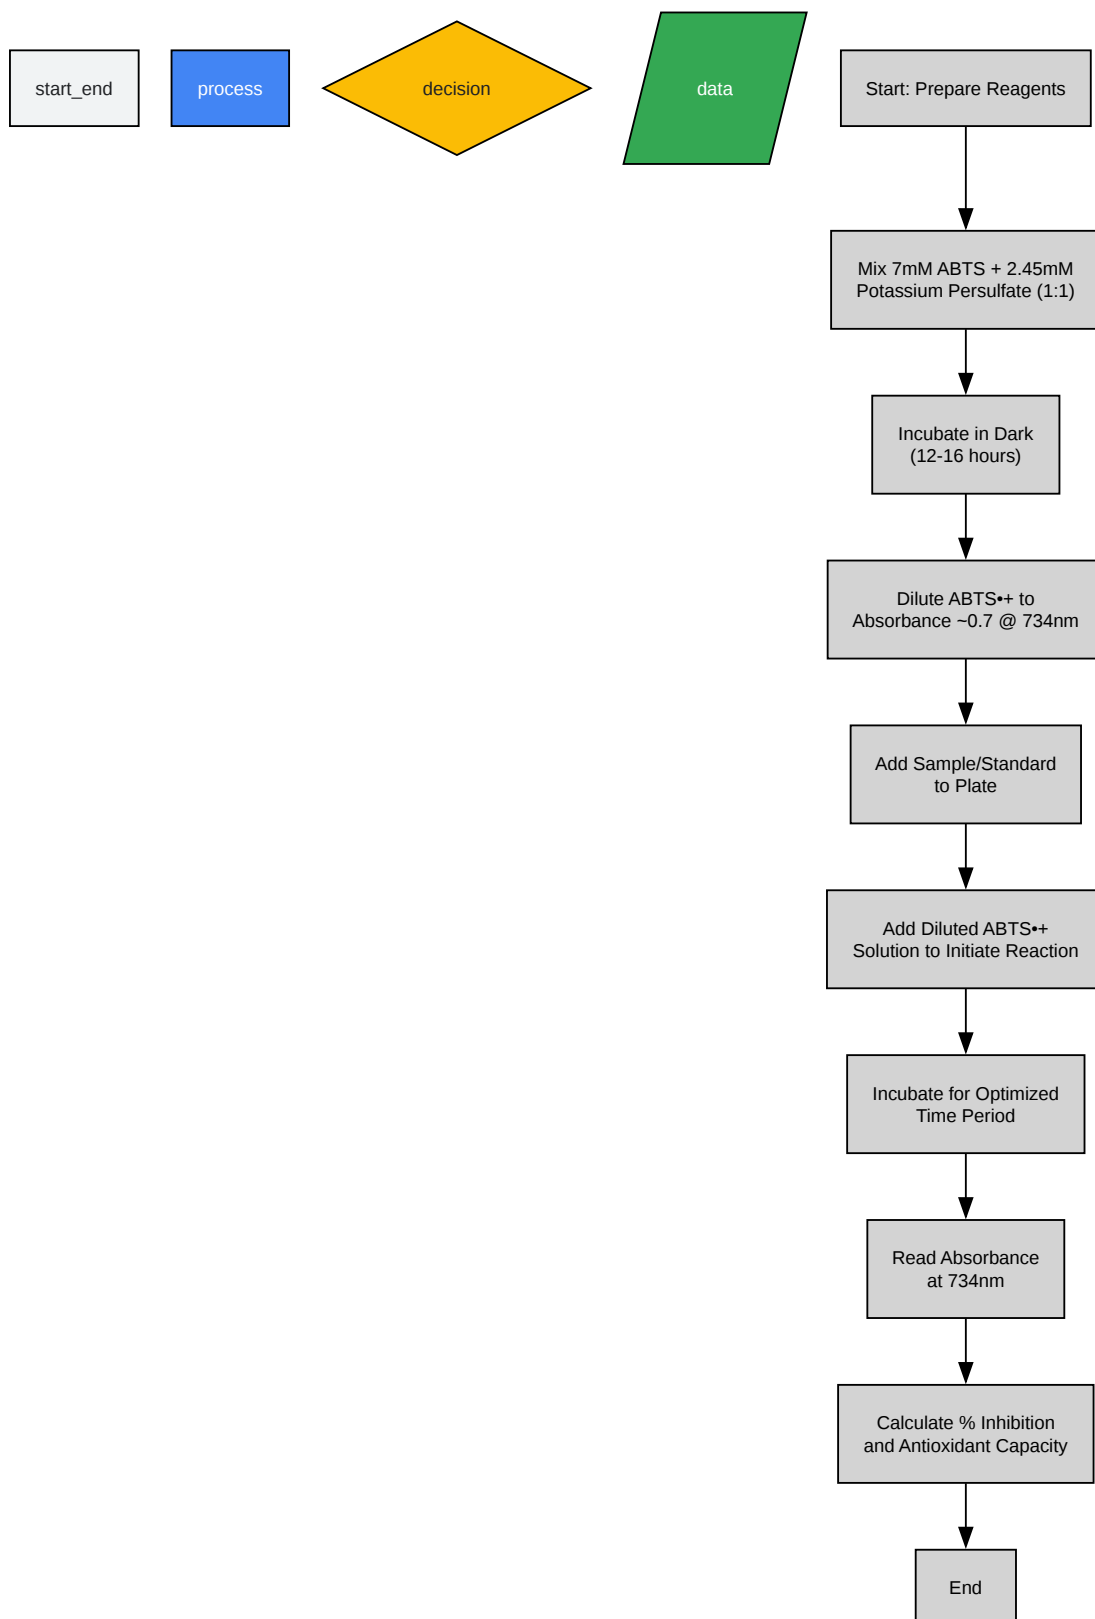 start_end
process
decision
data
Start: Prepare Reagents
Mix 7mM ABTS + 2.45mM
Potassium Persulfate (1:1)
Incubate in Dark
(12-16 hours)
Dilute ABTS•+ to
Absorbance ~0.7 @ 734nm
Add Sample/Standard
to Plate
Add Diluted ABTS•+
Solution to Initiate Reaction
Incubate for Optimized
Time Period
Read Absorbance
at 734nm
Calculate % Inhibition
and Antioxidant Capacity
End